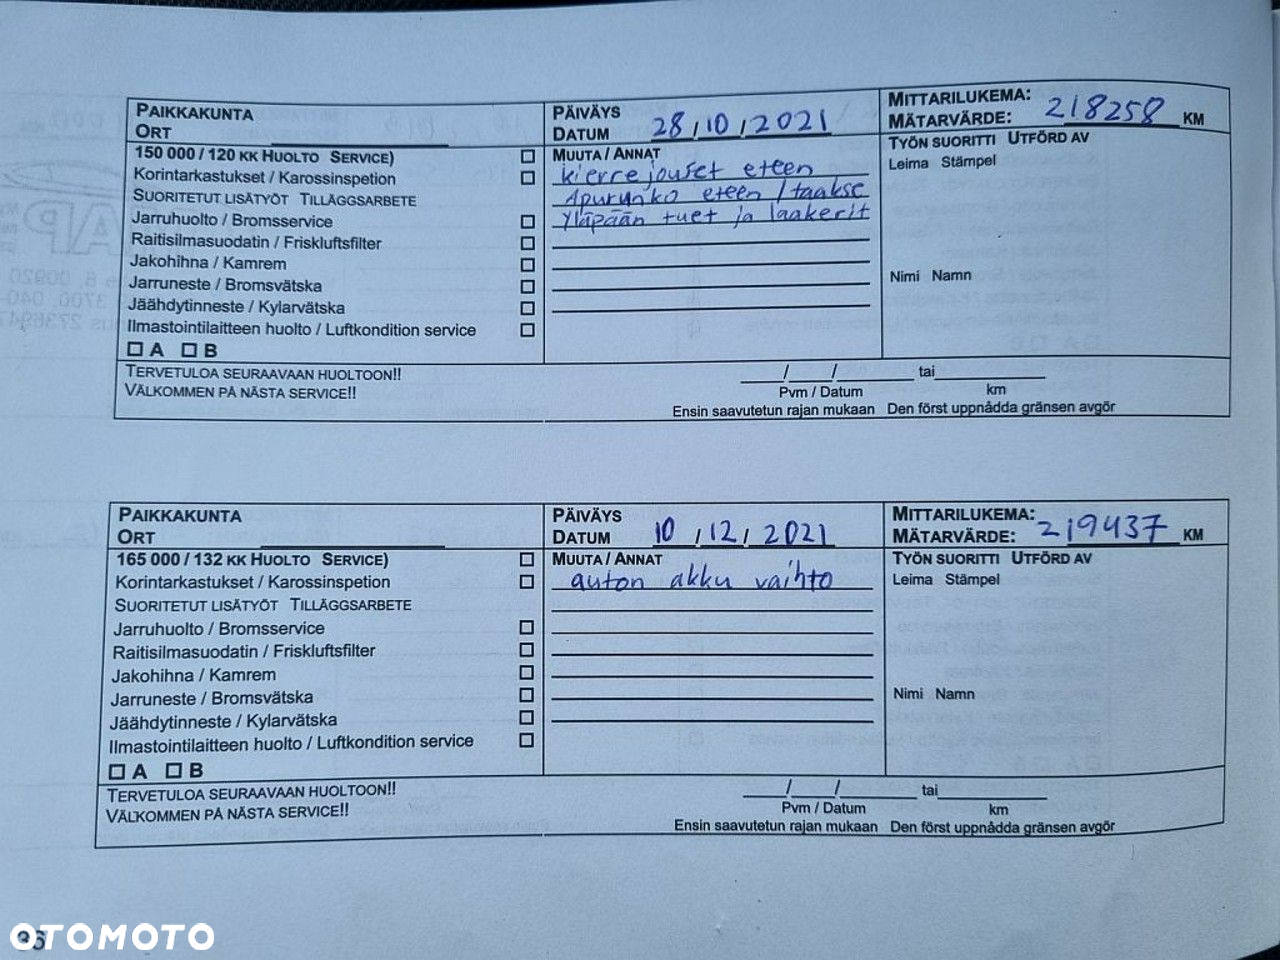 PAIKKAKUNTA
ORT
PÄIVÄYS
DATUM 28/10/2021
MITTARILUKEMA:
MÄTARVÄRDE: 218258 KM
150 000 / 120 KK HUOLTO SERVICE)
Korintarkastukset / Karossinspetion
SUORITETUT LISÄTYÖT TILLÄGGSARBETE
Jarruhuolto / Bromsservice
Raitisilmasuodatin / Friskluftsfilter
Jakohihna / Kamrem
Jarruneste / Bromsvätska
Jäähdytinneste / Kylarvätska
Ilmastointilaitteen huolto / Luftkondition service
A B
MUUTA / ANNAT
kierrejouset eteen
Apurunko eteen / taakse
Yläpään tuet ja laakerit
TYÖN SUORITTI UTFÖRD AV
Leima Stämpel
Nimi Namn
TERVETULOA SEURAAVAAN HUOLTOON!!
VÄLKOMMEN PÅ NÄSTA SERVICE!!
/ / tai
Pvm / Datum km
Ensin saavutetun rajan mukaan Den först uppnådda gränsen avgör
PAIKKAKUNTA
ORT
PÄIVÄYS
DATUM 10/12/2021
MITTARILUKEMA:
MÄTARVÄRDE: 219437 KM
165 000 / 132 KK HUOLTO SERVICE)
Korintarkastukset / Karossinspetion
SUORITETUT LISÄTYÖT TILLÄGGSARBETE
Jarruhuolto / Bromsservice
Raitisilmasuodatin / Friskluftsfilter
Jakohihna / Kamrem
Jarruneste / Bromsvätska
Jäähdytinneste / Kylarvätska
Ilmastointilaitteen huolto / Luftkondition service
A B
MUUTA / ANNAT
auton akku vaihto
TYÖN SUORITTI UTFÖRD AV
Leima Stämpel
Nimi Namn
TERVETULOA SEURAAVAAN HUOLTOON!!
VÄLKOMMEN PÅ NÄSTA SERVICE!!
/ / tai
Pvm / Datum km
Ensin saavutetun rajan mukaan Den först uppnådda gränsen avgör
OTOMOTO